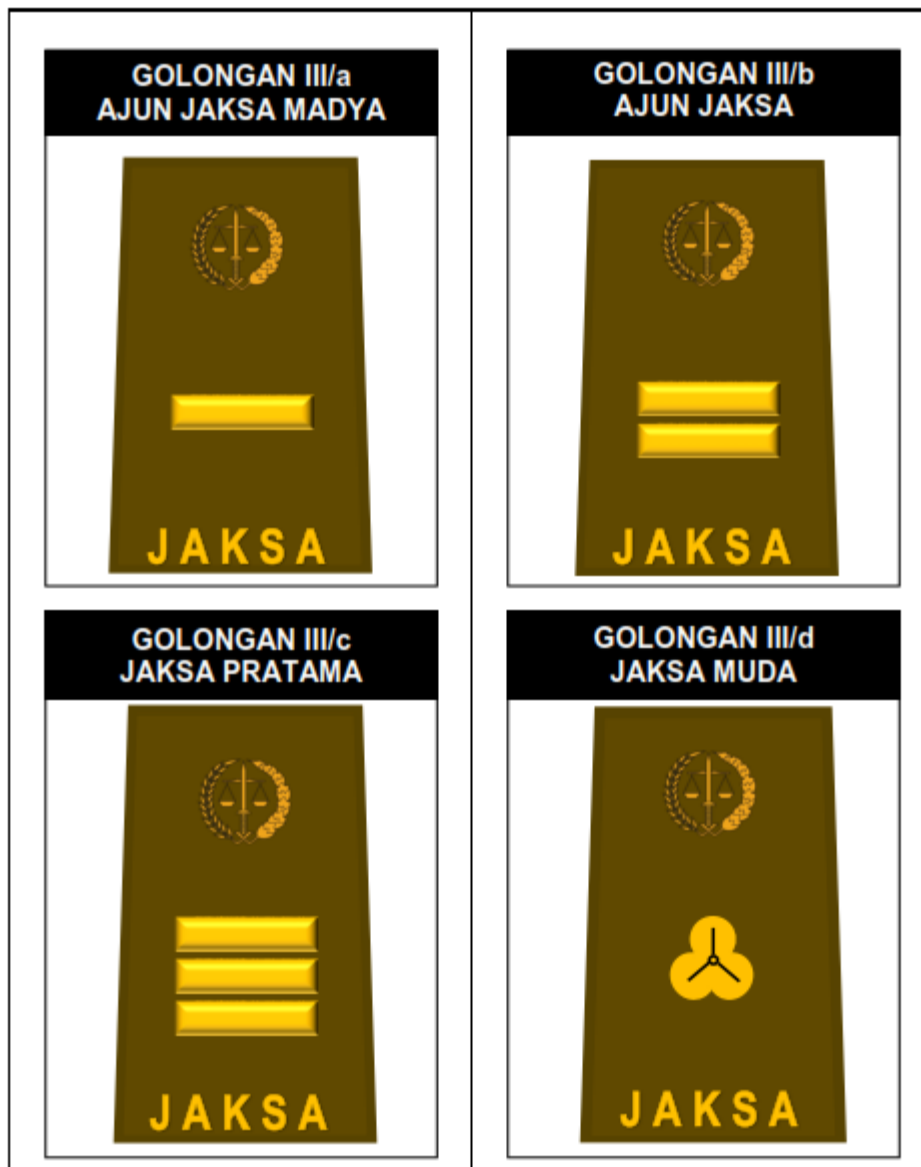 GOLONGAN III/a
AJUN JAKSA MADYA
JAKSA
GOLONGAN III/b
AJUN JAKSA
JAKSA
GOLONGAN III/c
JAKSA PRATAMA
JAKSA
GOLONGAN III/d
JAKSA MUDA
JAKSA